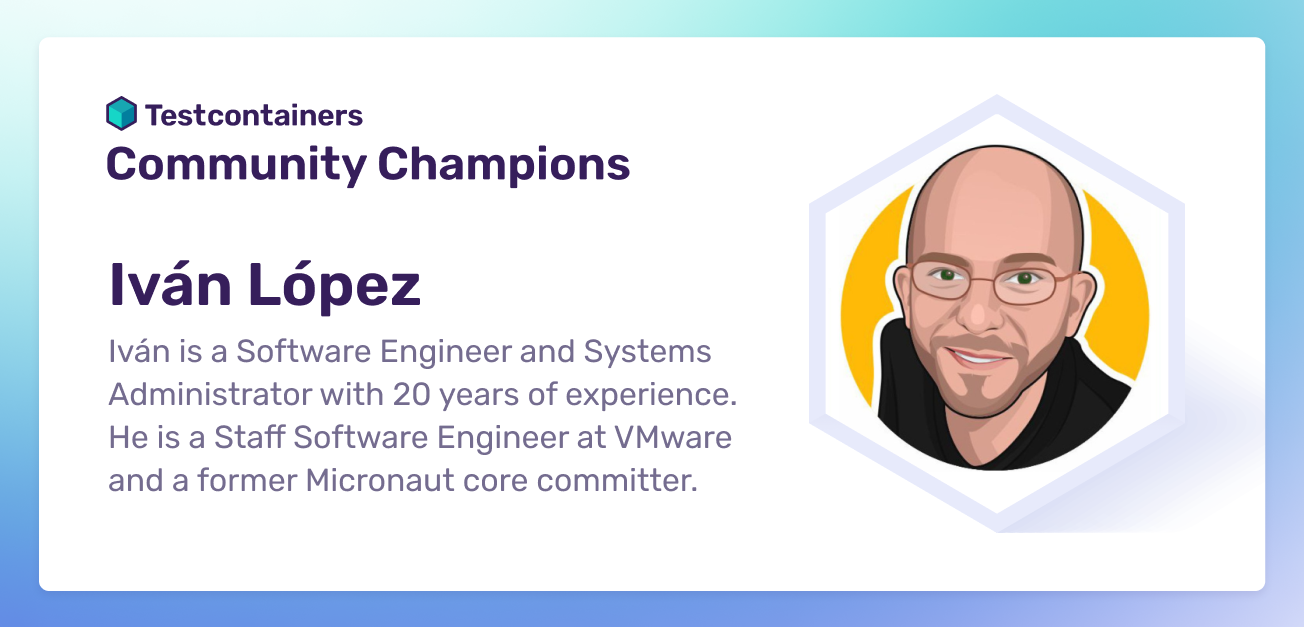 Testcontainers
Community Champions
Iván López
Iván is a Software Engineer and Systems
Administrator with 20 years of experience.
He is a Staff Software Engineer at VMware
and a former Micronaut core committer.